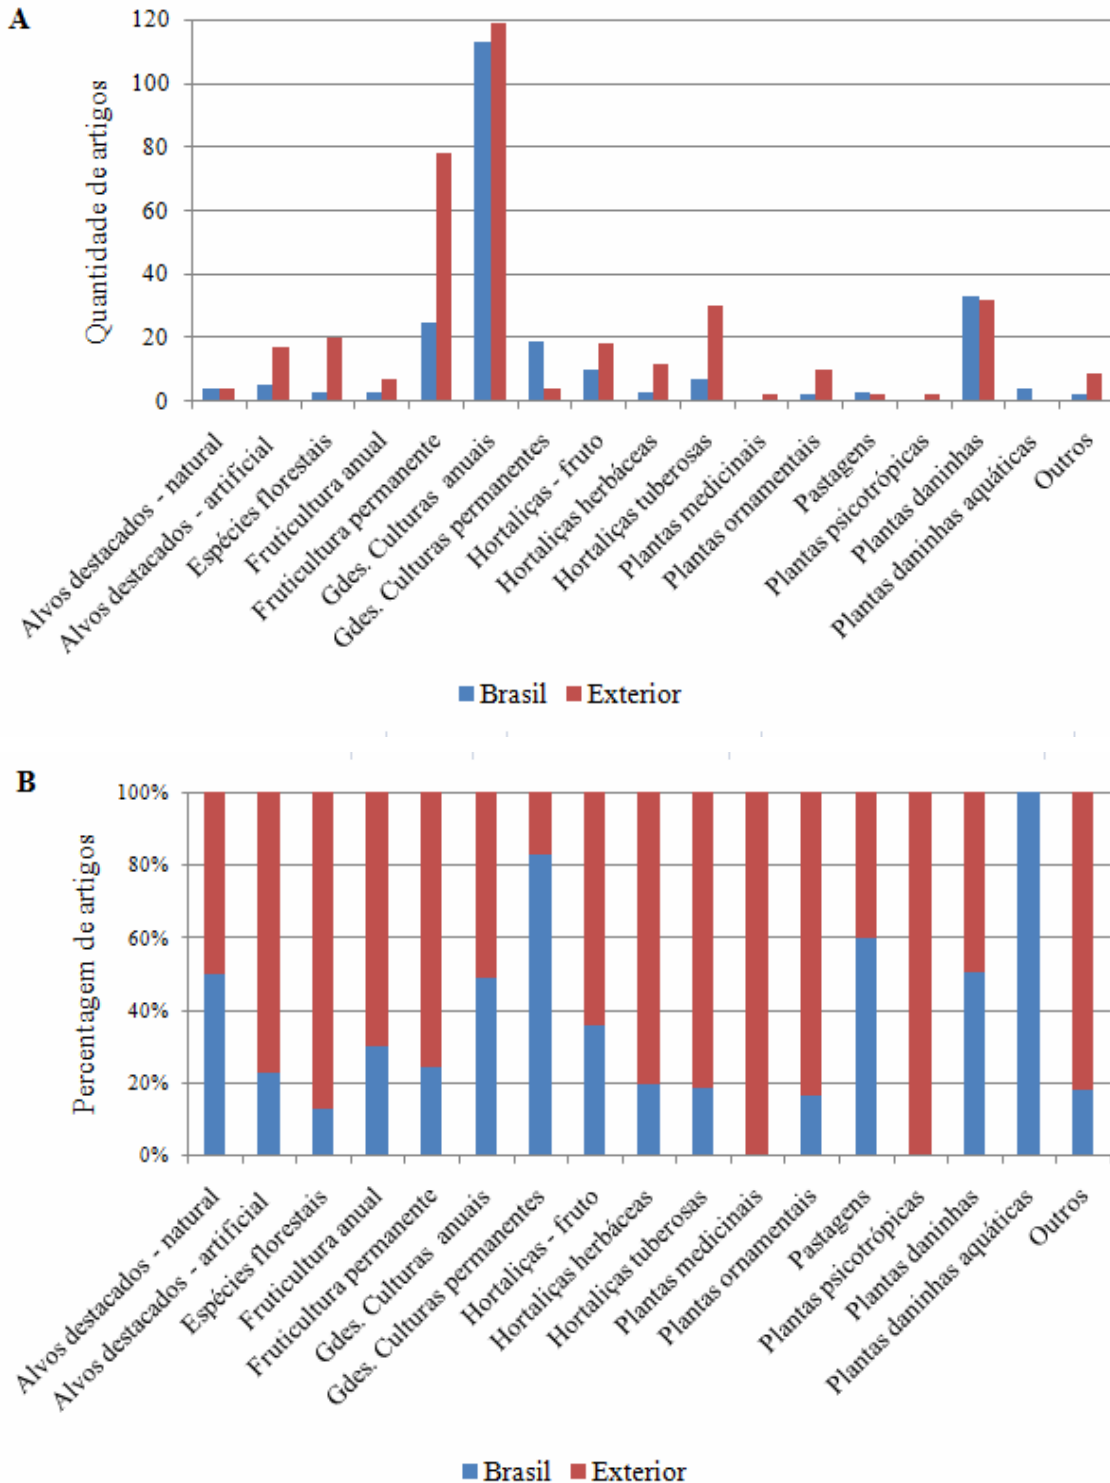 A
Quantidade de artigos
120
100
80
60
40
20
0
Alvos destacados - natural
Alvos destacados - artificial
Espécies florestais
Fruticultura anual
Fruticultura permanente
Gdes. Culturas anuais
Gdes. Culturas permanentes
Hortaliças - fruto
Hortaliças herbáceas
Hortaliças tuberosas
Plantas medicinais
Plantas ornamentais
Pastagens
Plantas psicotrópicas
Plantas daninhas
Plantas daninhas aquáticas
Outros
Brasil Exterior
B
Percentagem de artigos
100%
80%
60%
40%
20%
0%
Alvos destacados - natural
Alvos destacados - artificial
Espécies florestais
Fruticultura anual
Fruticultura permanente
Gdes. Culturas anuais
Gdes. Culturas permanentes
Hortaliças - fruto
Hortaliças herbáceas
Hortaliças tuberosas
Plantas medicinais
Plantas ornamentais
Pastagens
Plantas psicotrópicas
Plantas daninhas
Plantas daninhas aquáticas
Outros
Brasil Exterior